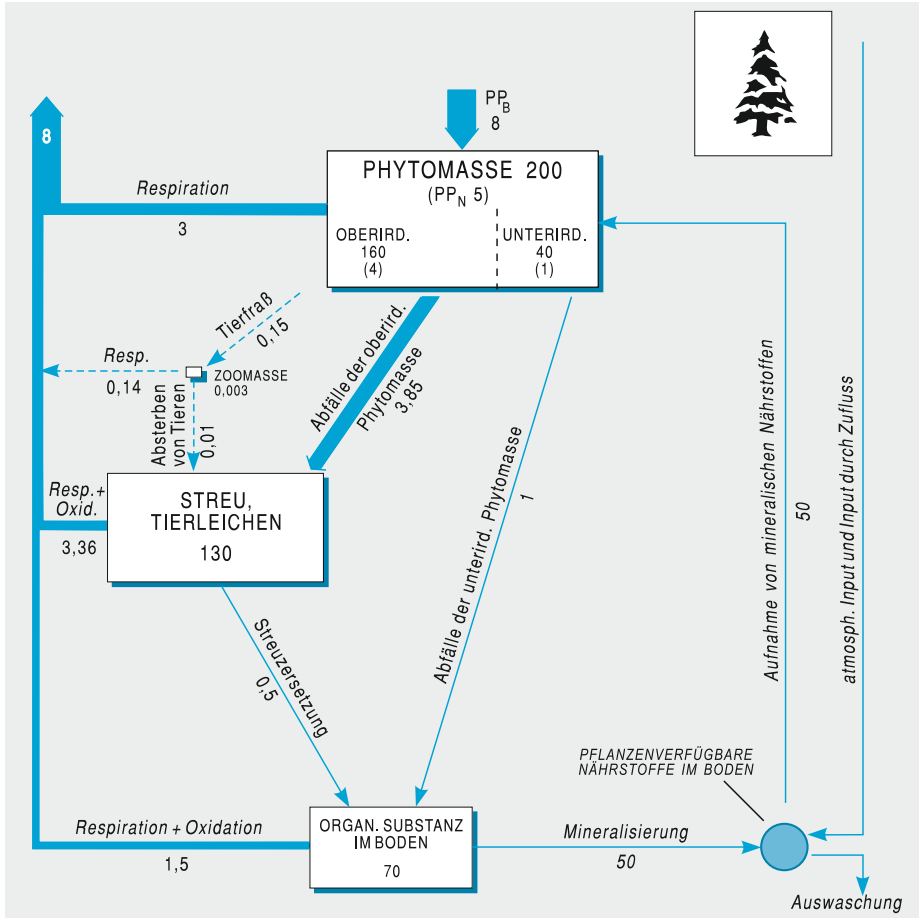 PP_B
8
8
PHYTOMASSE 200
(PP_N 5)
OBERIRD.
160
(4)
UNTERIRD.
40
(1)
Respiration
3
Tierfraß
0,15
Resp.
0,14
ZOOMASSE
0,003
Absterben
von Tieren
0,01
Abfälle der oberird.
Phytomasse
3,85
Abfälle der unterird. Phytomasse
1
Aufnahme von mineralischen Nährstoffen
50
atmosph. Input und Input durch Zufluss
Resp.+
Oxid.
3,36
STREU,
TIERLEICHEN
130
Streuzersetzung
0,5
PFLANZENVERFÜGBARE
NÄHRSTOFFE IM BODEN
Respiration + Oxidation
1,5
ORGAN. SUBSTANZ
IM BODEN
70
Mineralisierung
50
Auswaschung